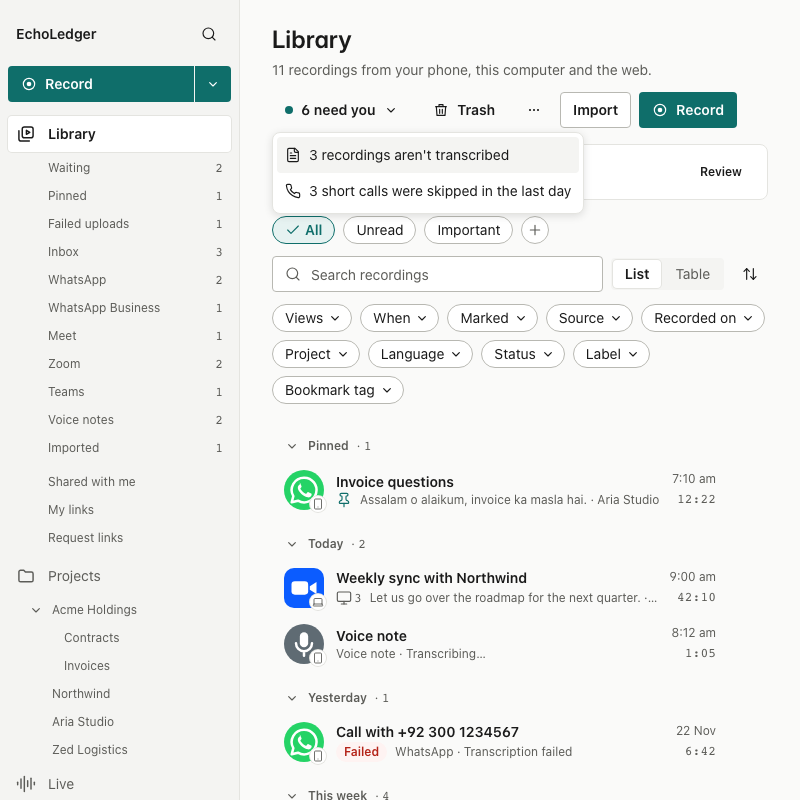 EchoLedger
Record
Library
Waiting 2
Pinned 1
Failed uploads 1
Inbox 3
WhatsApp 2
WhatsApp Business 1
Meet 1
Zoom 2
Teams 1
Voice notes 2
Imported 1
Shared with me
My links
Request links
Projects
Acme Holdings
Contracts
Invoices
Northwind
Aria Studio
Zed Logistics
Live
Library
11 recordings from your phone, this computer and the web.
6 need you Trash ··· Import Record
3 recordings aren't transcribed
3 short calls were skipped in the last day
Review
All Unread Important
Search recordings List Table
Views When Marked Source Recorded on
Project Language Status Label
Bookmark tag
Pinned · 1
Invoice questions 7:10 am
Assalam o alaikum, invoice ka masla hai. · Aria Studio 12:22
Today · 2
Weekly sync with Northwind 9:00 am
3 Let us go over the roadmap for the next quarter. ·... 42:10
Voice note 8:12 am
Voice note · Transcribing... 1:05
Yesterday · 1
Call with +92 300 1234567 22 Nov
Failed WhatsApp · Transcription failed 6:42
This week · 4